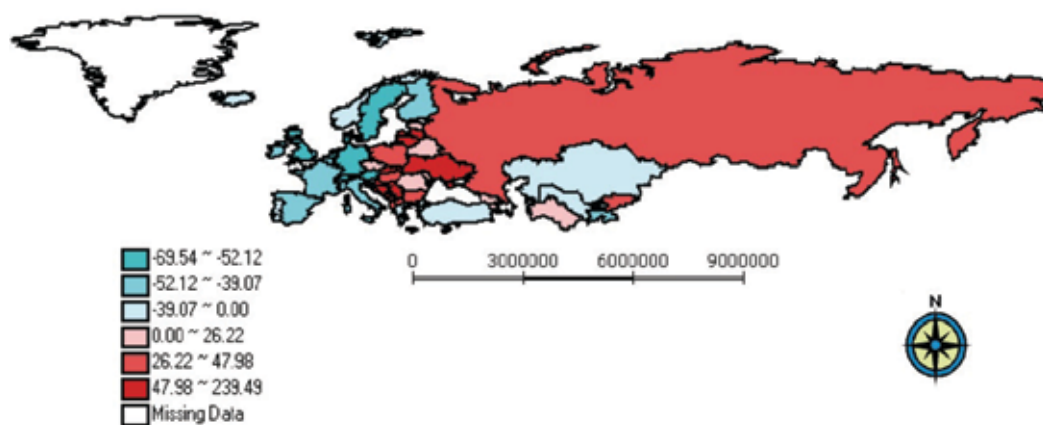 -69.54 ~ -52.12
-52.12 ~ -39.07
-39.07 ~ 0.00
0.00 ~ 26.22
26.22 ~ 47.98
47.98 ~ 239.49
Missing Data
0 3000000 6000000 9000000
N